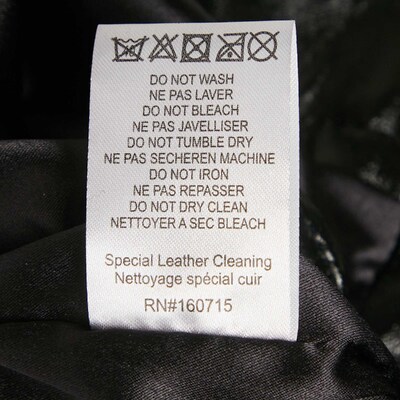 DO NOT WASH
NE PAS LAVER
DO NOT BLEACH
NE PAS JAVELLISER
DO NOT TUMBLE DRY
NE PAS SECHEREN MACHINE
DO NOT IRON
NE PAS REPASSER
DO NOT DRY CLEAN
NETTOYER A SEC BLEACH
Special Leather Cleaning
Nettoyage spécial cuir
RN#160715